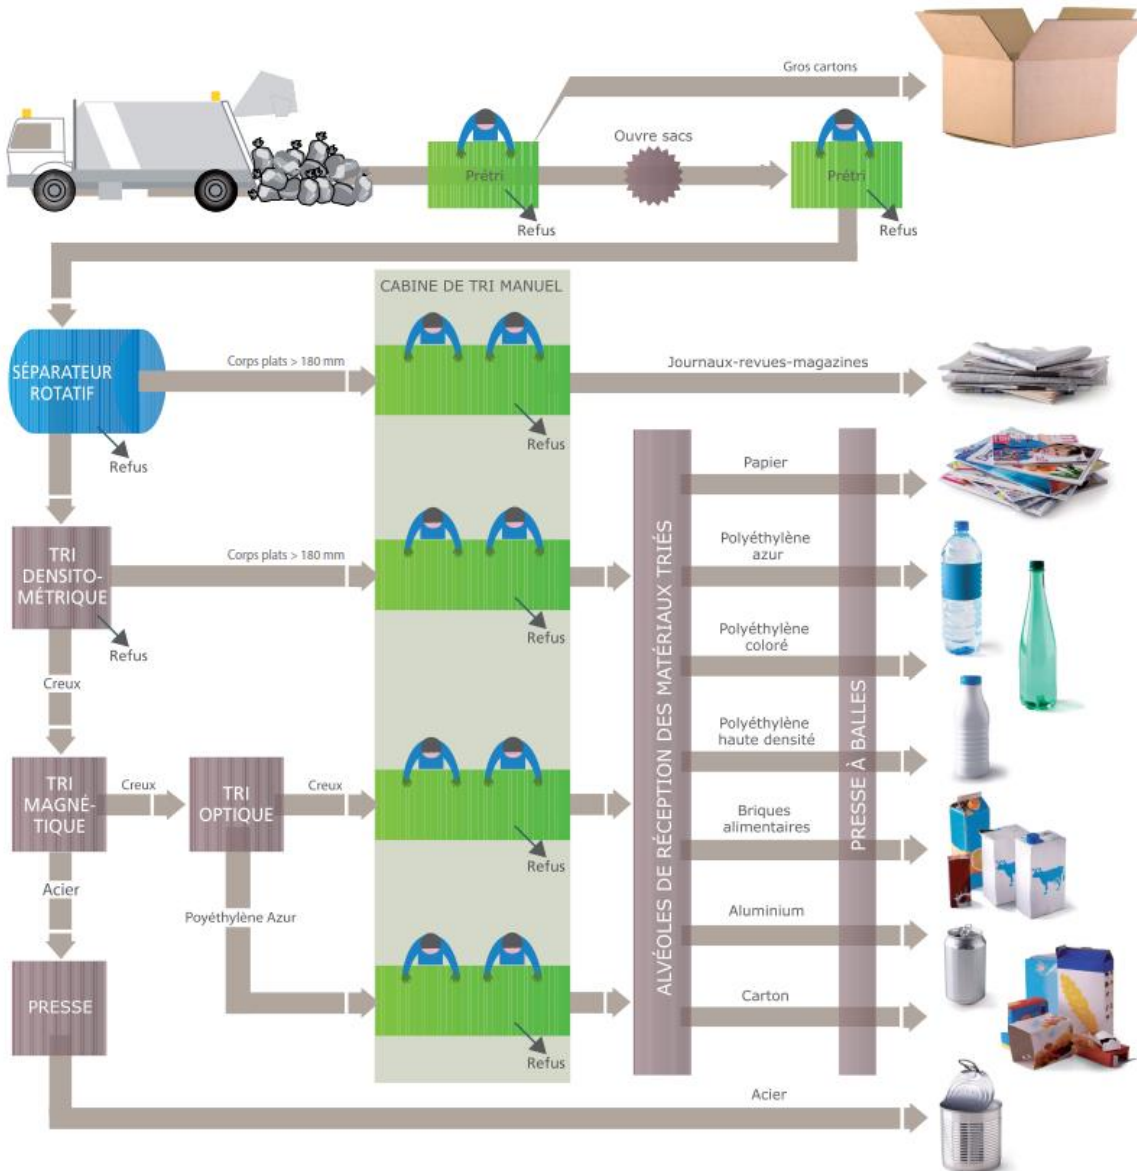 Gros cartons
Ouvre sacs
Prétri
Prétri
Refus
Refus
CABINE DE TRI MANUEL
SÉPARATEUR
ROTATIF
Corps plats > 180 mm
Journaux-revues-magazines
Refus
Refus
Papier
TRI
DENSITO-
MÉTRIQUE
Corps plats > 180 mm
Polyéthylène
azur
Refus
Refus
Polyéthylène
coloré
Creux
Polyéthylène
haute densité
TRI
MAGNÉ-
TIQUE
Creux
TRI
OPTIQUE
Creux
Refus
Briques
alimentaires
ALVÉOLES DE RÉCEPTION DES MATÉRIAUX TRIÉS
PRESSE À BALLES
Acier
Poyéthylène Azur
Aluminium
PRESSE
Carton
Refus
Acier